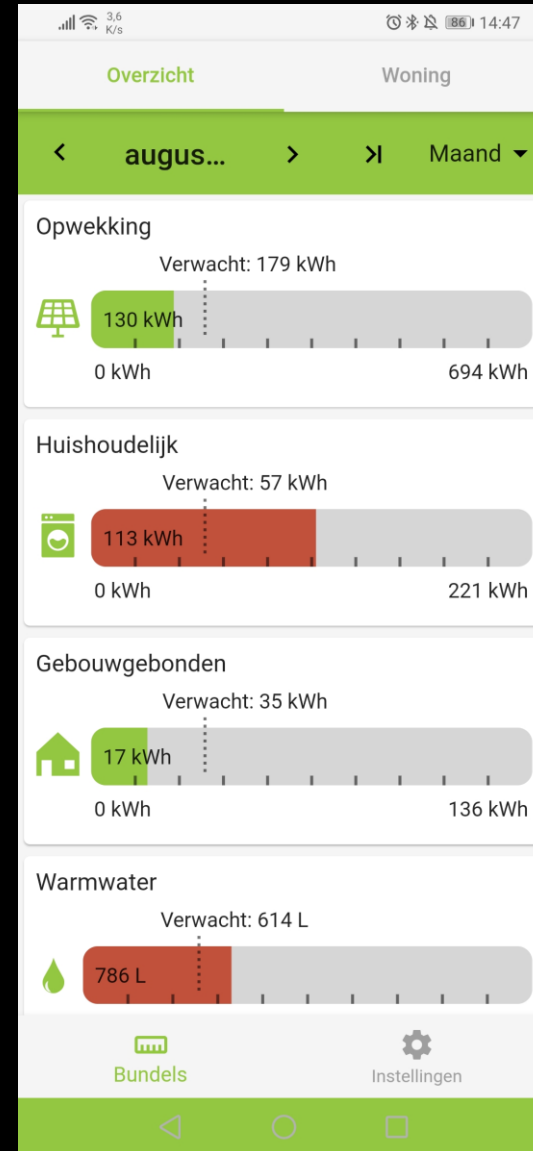 3,6
K/s
86 14:47
Overzicht Woning
augus... Maand
Opwekking
Verwacht: 179 kWh
130 kWh
0 kWh 694 kWh
Huishoudelijk
Verwacht: 57 kWh
113 kWh
0 kWh 221 kWh
Gebouwgebonden
Verwacht: 35 kWh
17 kWh
0 kWh 136 kWh
Warmwater
Verwacht: 614 L
786 L
Bundels Instellingen